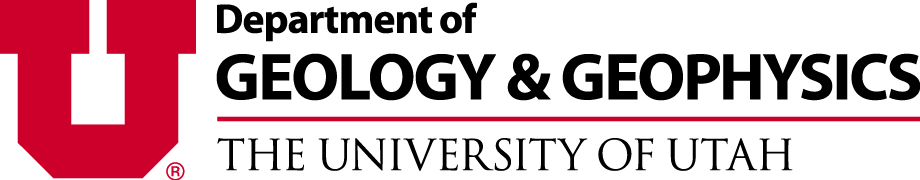 Department of
GEOLOGY & GEOPHYSICS
THE UNIVERSITY OF UTAH
U®